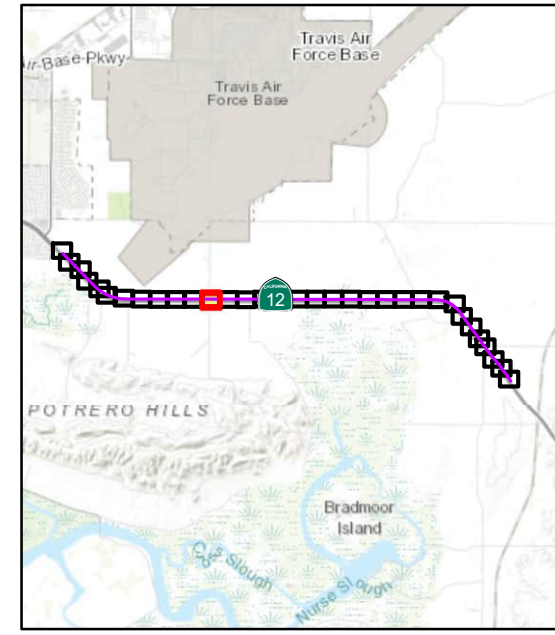 Travis Air
Force Base
Air-Base-Pkwy
Travis Air
Force Base
CALIFORNIA
12
POTRERO HILLS
Bradmoor
Island
Slough
Nurse Slough